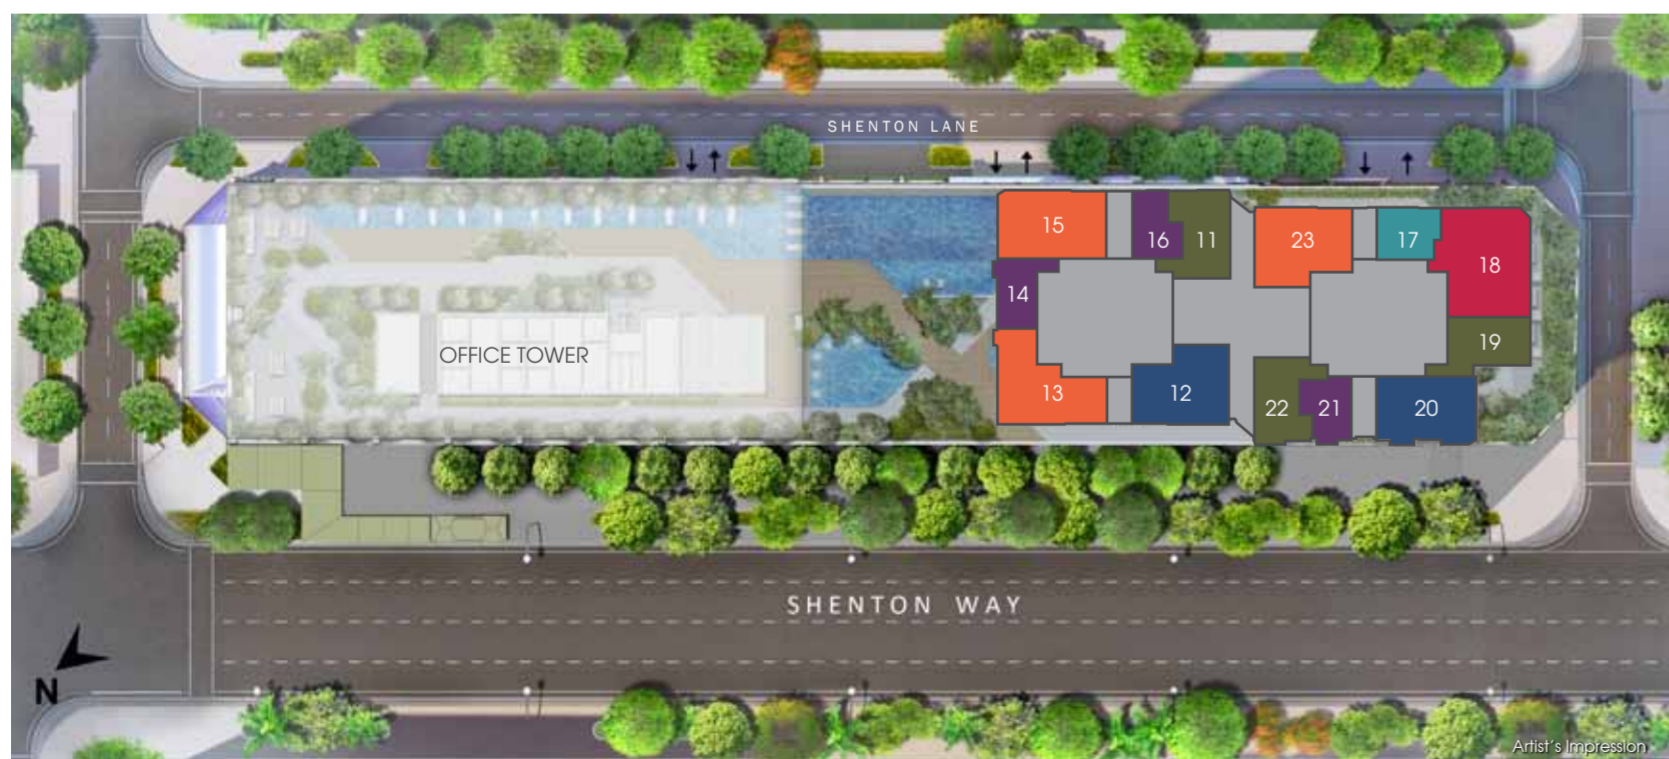 SHENTON LANE
15
16
11
23
17
18
14
19
OFFICE TOWER
13
12
22
21
20
SHENTON WAY
N
Artist's Impression